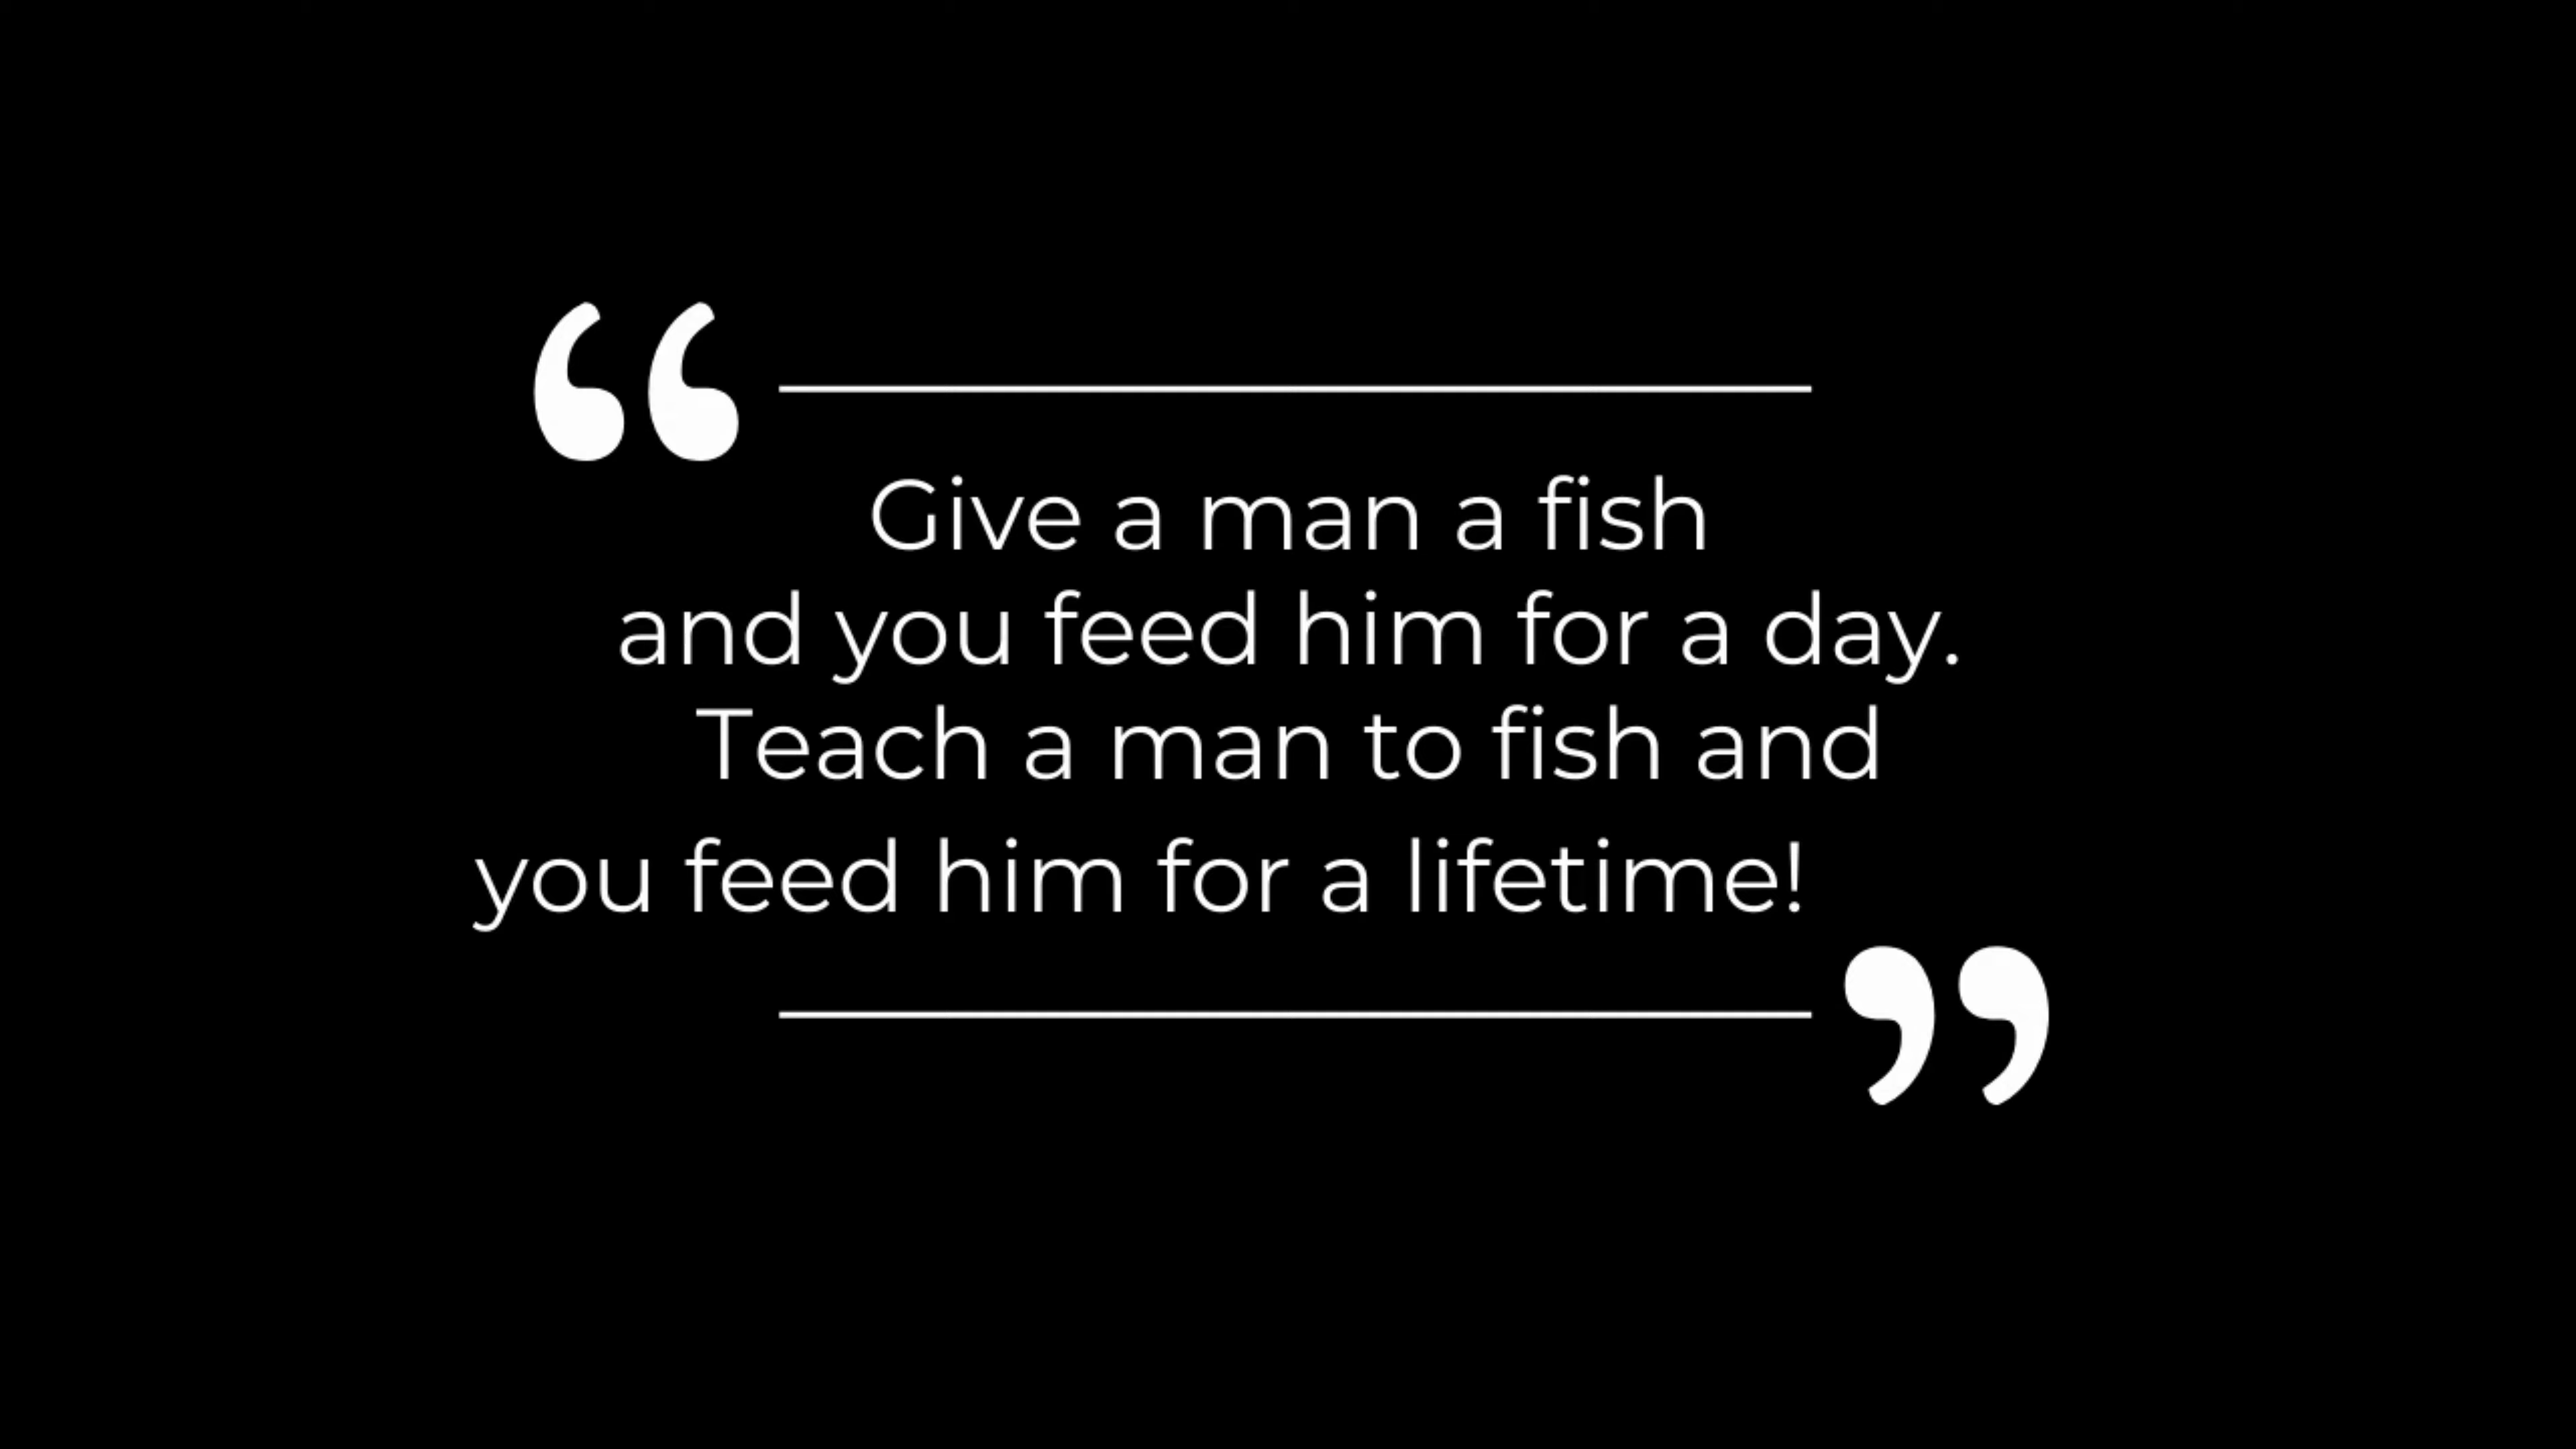 “
Give a man a fish
and you feed him for a day.
Teach a man to fish and
you feed him for a lifetime!
”